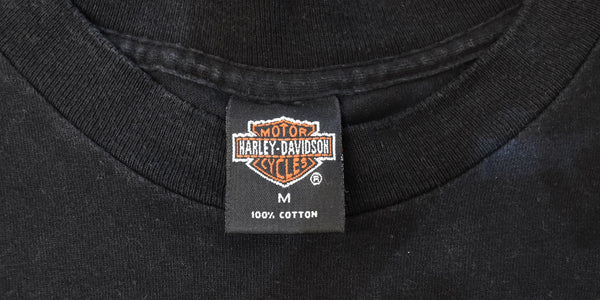 MOTOR
HARLEY-DAVIDSON
CYCLES
®
M
100% COTTON